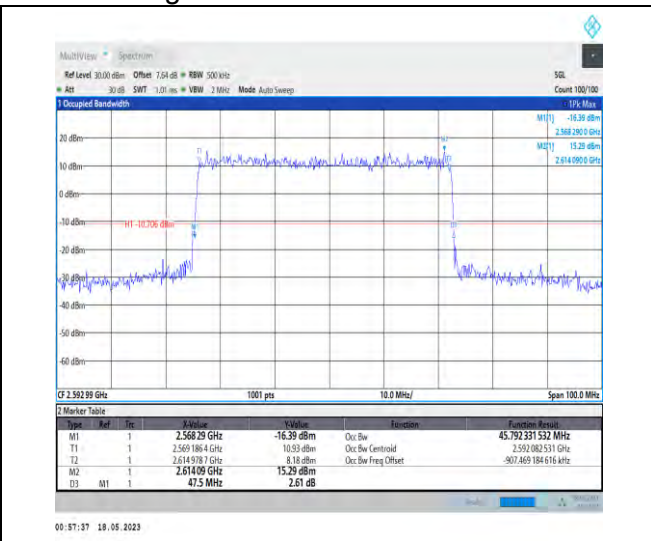 MultiView Spectrum
Ref Level 30.00 dBm Offset 7.64 dB RBW 500 kHz SGL
Att 30 dB SWT 1.01 ms VBW 2 MHz Mode Auto Sweep Count 100/100
1 Occupied Bandwidth 1Pk Max
M1[1] -16.39 dBm
2.568 290 0 GHz
M2[1] 15.29 dBm
2.614 090 0 GHz
20 dBm
10 dBm
0 dBm
-10 dBm
H1 -10.706 dBm
-20 dBm
-30 dBm
-40 dBm
-50 dBm
-60 dBm
T1
M2
D3
CF 2.592 99 GHz 1001 pts 10.0 MHz/ Span 100.0 MHz
2 Marker Table
Type Ref Trc X-Value Y-Value Function Function Result
M1 1 2.568 29 GHz -16.39 dBm Occ Bw 45.792 331 532 MHz
T1 1 2.569 186 4 GHz 10.93 dBm Occ Bw Centroid 2.592 082 531 GHz
T2 1 2.614 978 7 GHz 8.18 dBm Occ Bw Freq Offset -907.469 184 616 kHz
M2 1 2.614 09 GHz 15.29 dBm
D3 M1 1 47.5 MHz 2.61 dB
00:57:37 18.05.2023